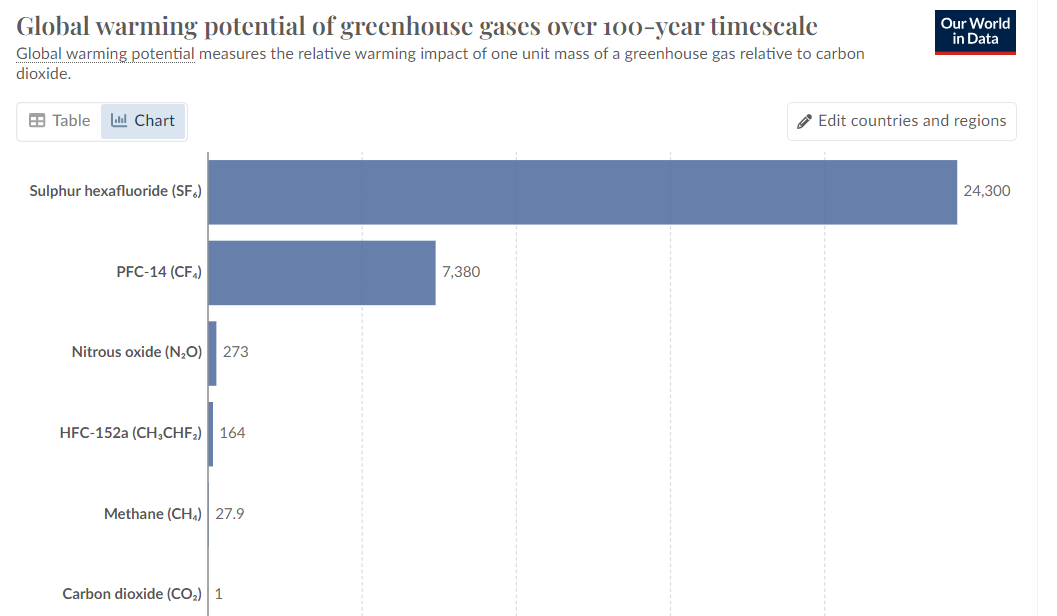 Global warming potential of greenhouse gases over 100-year timescale
Our World
in Data
Global warming potential measures the relative warming impact of one unit mass of a greenhouse gas relative to carbon
dioxide.
Table
Chart
Edit countries and regions
Sulphur hexafluoride (SF₆) 24,300
PFC-14 (CF₄) 7,380
Nitrous oxide (N₂O) 273
HFC-152a (CH₃CHF₂) 164
Methane (CH₄) 27.9
Carbon dioxide (CO₂) 1